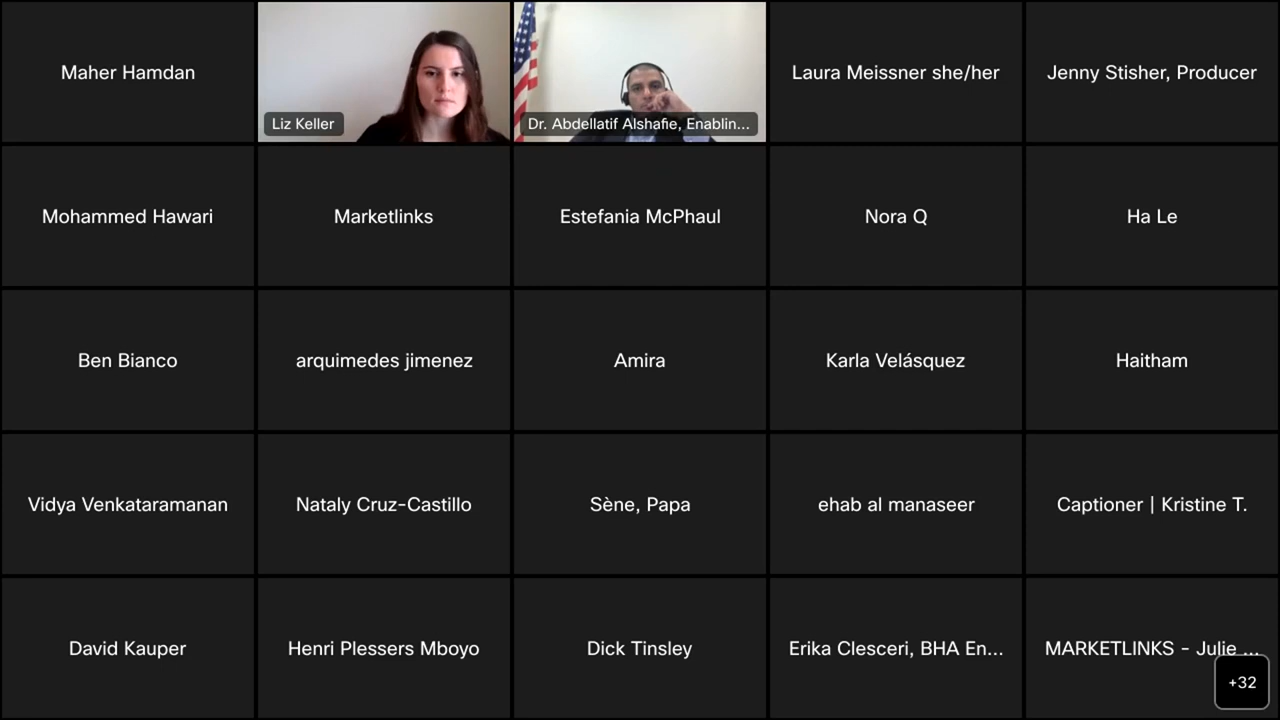 Maher Hamdan
Liz Keller
Dr. Abdellatif Alshafie, Enablin...
Laura Meissner she/her
Jenny Stisher, Producer
Mohammed Hawari
Marketlinks
Estefania McPhaul
Nora Q
Ha Le
Ben Bianco
arquimedes jimenez
Amira
Karla Velásquez
Haitham
Vidya Venkataramanan
Nataly Cruz-Castillo
Sène, Papa
ehab al manaseer
Captioner | Kristine T.
David Kauper
Henri Plessers Mboyo
Dick Tinsley
Erika Clesceri, BHA En...
MARKETLINKS - Julie ...
+32